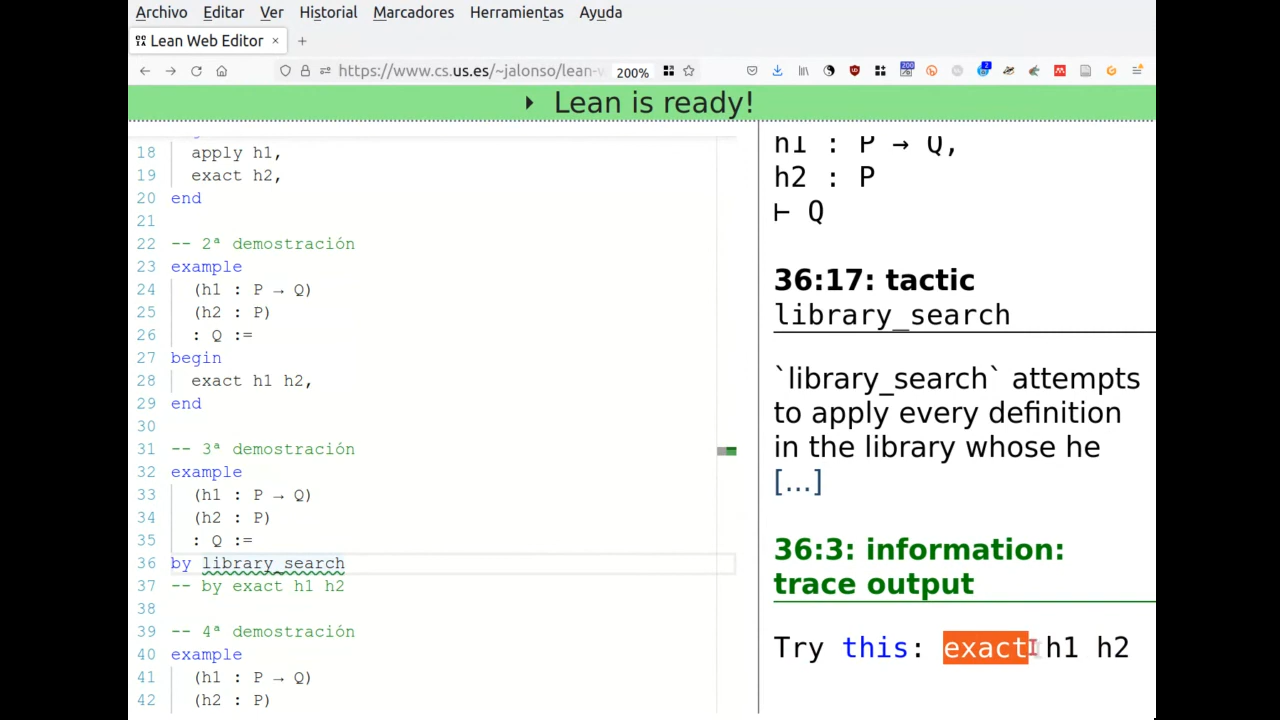 Archivo Editar Ver Historial Marcadores Herramientas Ayuda
Lean Web Editor × +
https://www.cs.us.es/~jalonso/lean-w 200%
Lean is ready!
18 apply h1,
19 exact h2,
20 end
21
22 -- 2ª demostración
23 example
24 (h1 : P → Q)
25 (h2 : P)
26 : Q :=
27 begin
28 exact h1 h2,
29 end
30
31 -- 3ª demostración
32 example
33 (h1 : P → Q)
34 (h2 : P)
35 : Q :=
36 by library_search
37 -- by exact h1 h2
38
39 -- 4ª demostración
40 example
41 (h1 : P → Q)
42 (h2 : P)
h1 : P → Q,
h2 : P
⊢ Q
36:17: tactic
library_search
`library_search` attempts
to apply every definition
in the library whose he
[...]
36:3: information:
trace output
Try this: exact h1 h2